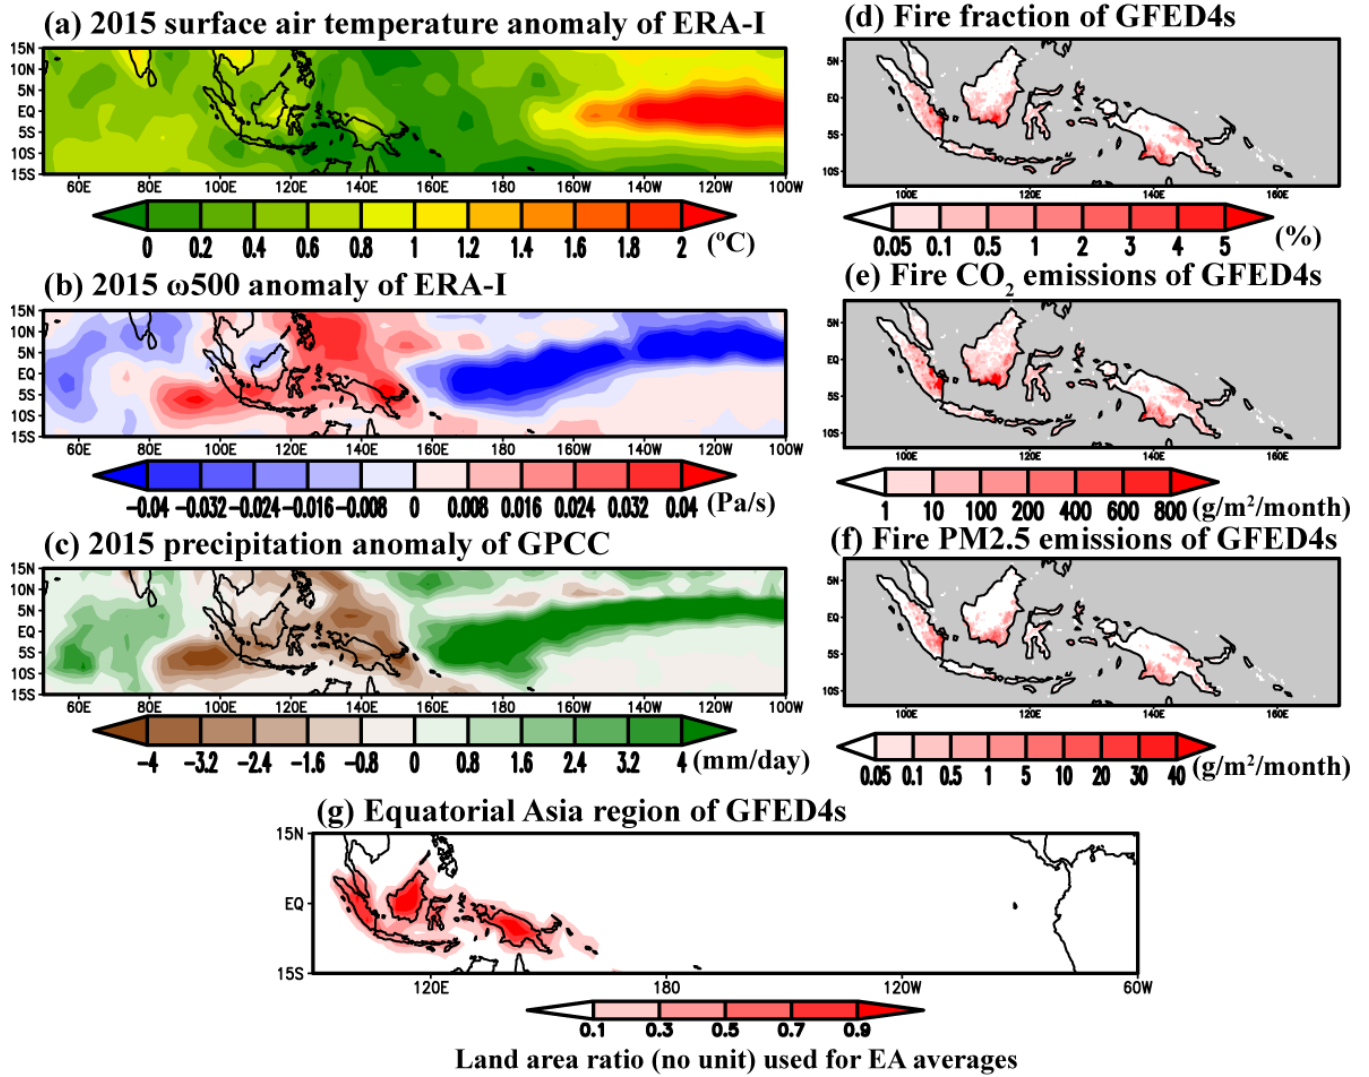 (a) 2015 surface air temperature anomaly of ERA-I
15N
10N
5N
EQ
5S
10S
15S
60E 80E 100E 120E 140E 160E 180 160W 140W 120W 100W
0 0.2 0.4 0.6 0.8 1 1.2 1.4 1.6 1.8 2 (°C)
(b) 2015 ω500 anomaly of ERA-I
15N
10N
5N
EQ
5S
10S
15S
60E 80E 100E 120E 140E 160E 180 160W 140W 120W 100W
−0.04 −0.032 −0.024 −0.016 −0.008 0 0.008 0.016 0.024 0.032 0.04 (Pa/s)
(c) 2015 precipitation anomaly of GPCC
15N
10N
5N
EQ
5S
10S
15S
60E 80E 100E 120E 140E 160E 180 160W 140W 120W 100W
−4 −3.2 −2.4 −1.6 −0.8 0 0.8 1.6 2.4 3.2 4 (mm/day)
(d) Fire fraction of GFED4s
5N
EQ
5S
10S
100E 120E 140E 160E
0.05 0.1 0.5 1 2 3 4 5 (%)
(e) Fire CO₂ emissions of GFED4s
5N
EQ
5S
10S
100E 120E 140E 160E
1 10 100 200 400 600 800 (g/m²/month)
(f) Fire PM2.5 emissions of GFED4s
5N
EQ
5S
10S
100E 120E 140E 160E
0.05 0.1 0.5 1 5 10 20 30 40 (g/m²/month)
(g) Equatorial Asia region of GFED4s
15N
EQ
15S
120E 180 120W 60W
0.1 0.3 0.5 0.7 0.9
Land area ratio (no unit) used for EA averages